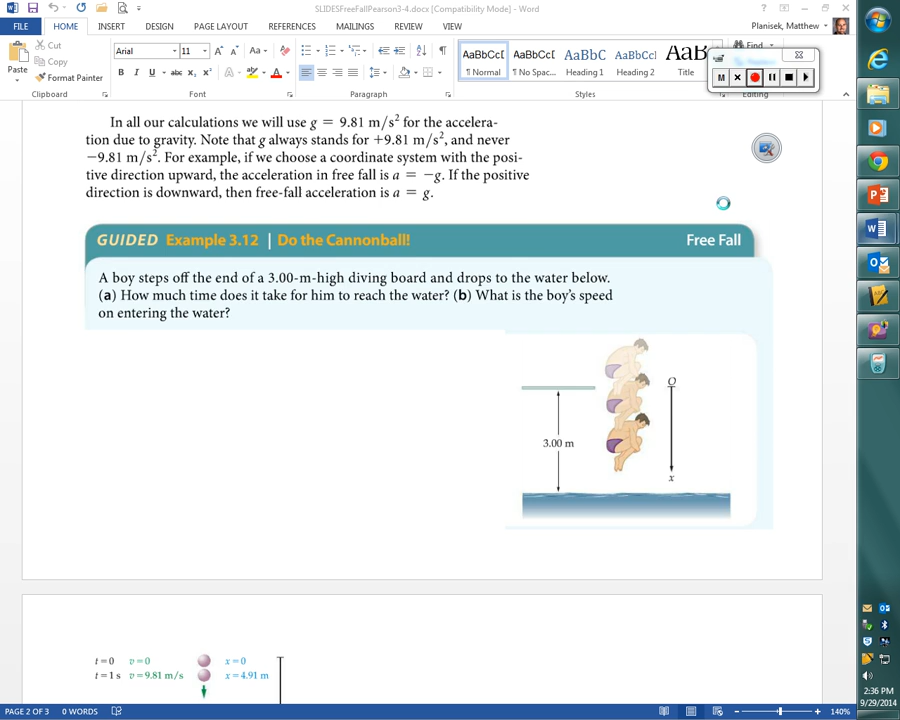 SLIDESFreeFallPearson3-4.docx [Compatibility Mode] - Word
FILE HOME INSERT DESIGN PAGE LAYOUT REFERENCES MAILINGS REVIEW VIEW Planisek, Matthew
Paste Cut Copy Format Painter
Arial 11 A A Aa
B I U abc x₂ x² A ab A
AaBbCcD AaBbCcD AaBbC AaBbCcl AaB
¶ Normal ¶ No Spac... Heading 1 Heading 2 Title
Find
M
Clipboard Font Paragraph Styles Editing
In all our calculations we will use g = 9.81 m/s² for the accelera-
tion due to gravity. Note that g always stands for +9.81 m/s², and never
−9.81 m/s². For example, if we choose a coordinate system with the posi-
tive direction upward, the acceleration in free fall is a = −g. If the positive
direction is downward, then free-fall acceleration is a = g.
GUIDED Example 3.12 | Do the Cannonball! Free Fall
A boy steps off the end of a 3.00-m-high diving board and drops to the water below.
(a) How much time does it take for him to reach the water? (b) What is the boy's speed
on entering the water?
O
3.00 m
x
t = 0 v = 0 x = 0
t = 1 s v = 9.81 m/s x = 4.91 m
PAGE 2 OF 3 0 WORDS 140%
2:36 PM
9/29/2014